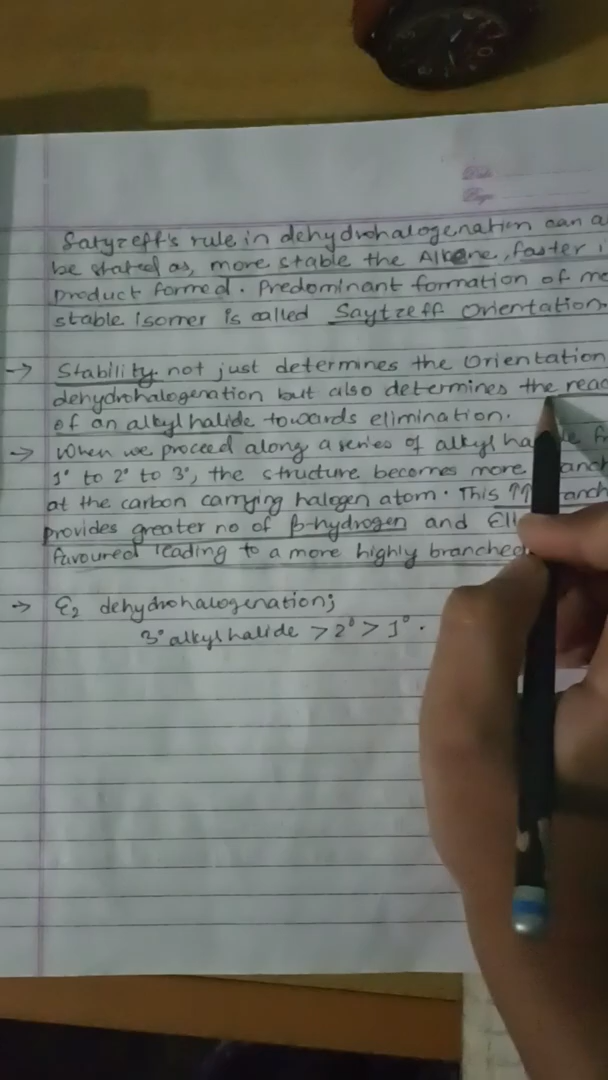 Satyzeff's rule in dehydrohalogenation can a
be stated as, more stable the Alkene, faster i
product formed. Predominant formation of mo
stable isomer is called Saytzeff Orientation.
→ Stability not just determines the Orientation
dehydrohalogenation but also determines the reac
of an alkyl halide towards elimination.
→ When we proceed along a series of alkyl ha
1° to 2° to 3°, the structure becomes more anch
at the carbon carrying halogen atom. This ↑↑ anch
provides greater no of β-hydrogen and
favoured leading to a more highly branched
→ E₂ dehydrohalogenation;
3° alkyl halide > 2° > 1°.